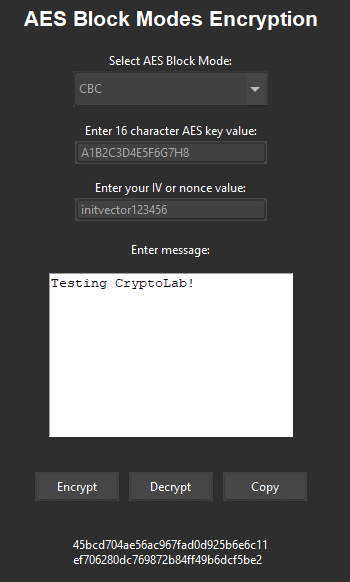 AES Block Modes Encryption
Select AES Block Mode:
CBC
Enter 16 character AES key value:
A1B2C3D4E5F6G7H8
Enter your IV or nonce value:
initvector123456
Enter message:
Testing CryptoLab!
Encrypt Decrypt Copy
45bcd704ae56ac967fad0d925b6e6c11
ef706280dc769872b84ff49b6dcf5be2